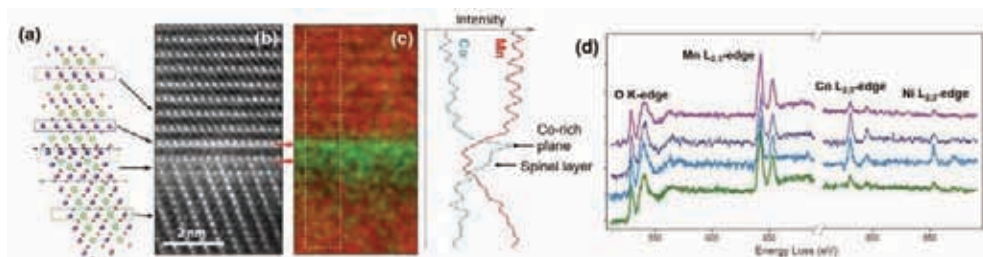 (a)
(b)
2 nm
(c)
Intensity
Co
Mn
Co-rich
plane
Spinel layer
(d)
Mn L2,3-edge
O K-edge
Co L2,3-edge
Ni L2,3-edge
Energy Loss (eV)